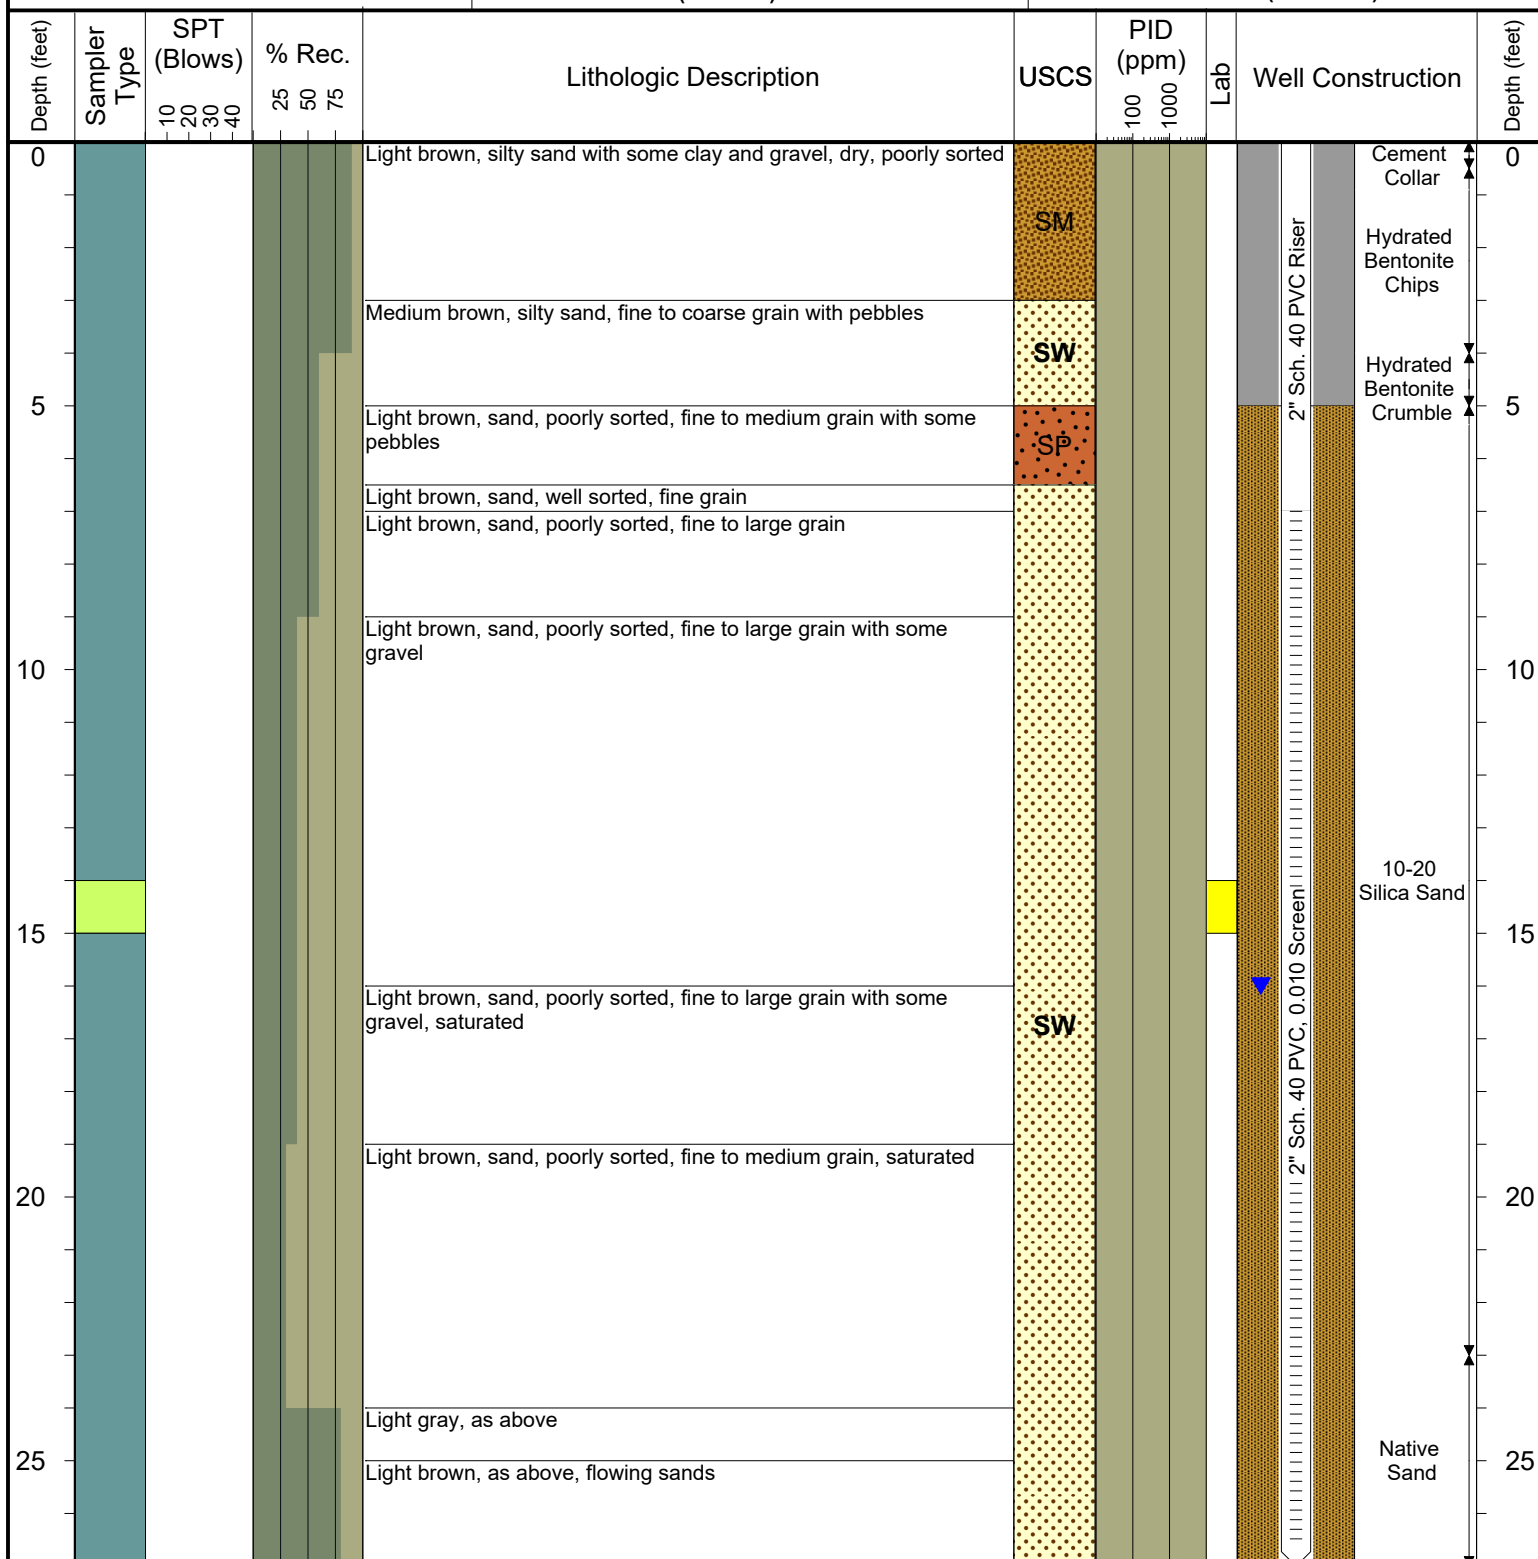 Depth (feet)
Sampler
Type
SPT
(Blows)
10 20 30 40
% Rec.
25 50 75
Lithologic Description
USCS
PID
(ppm)
100 1000
Lab
Well Construction
Depth (feet)
0
Light brown, silty sand with some clay and gravel, dry, poorly sorted
SM
Cement
Collar
0
Hydrated
Bentonite
Chips
2" Sch. 40 PVC Riser
Medium brown, silty sand, fine to coarse grain with pebbles
SW
Hydrated
Bentonite
Crumble
5
Light brown, sand, poorly sorted, fine to medium grain with some
pebbles
SP
5
Light brown, sand, well sorted, fine grain
Light brown, sand, poorly sorted, fine to large grain
Light brown, sand, poorly sorted, fine to large grain with some
gravel
10
10
10-20
Silica Sand
15
15
2" Sch. 40 PVC, 0.010 Screen
Light brown, sand, poorly sorted, fine to large grain with some
gravel, saturated
SW
Light brown, sand, poorly sorted, fine to medium grain, saturated
20
20
Light gray, as above
25
Light brown, as above, flowing sands
Native
Sand
25